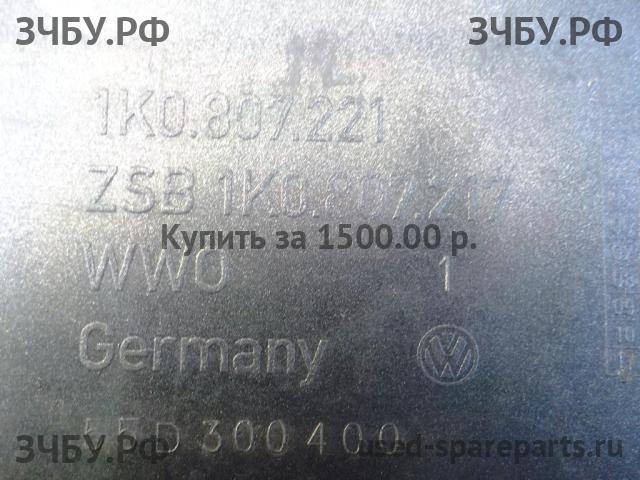 ЗЧБУ.РФ ЗЧБУ.РФ
1K0.807.221
ZSB 1K0.807.217
Купить за 1500.00 р.
WWO 1
Germany
300400
ЗЧБУ.РФ used-spareparts.ru